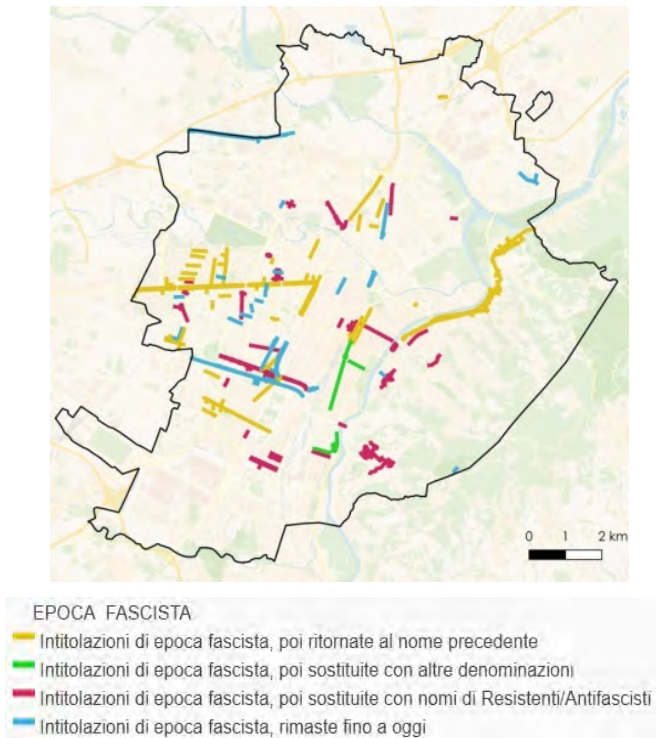 0 1 2 km
EPOCA FASCISTA
Intitolazioni di epoca fascista, poi ritornate al nome precedente
Intitolazioni di epoca fascista, poi sostituite con altre denominazioni
Intitolazioni di epoca fascista, poi sostituite con nomi di Resistenti/Antifascisti
Intitolazioni di epoca fascista, rimaste fino a oggi